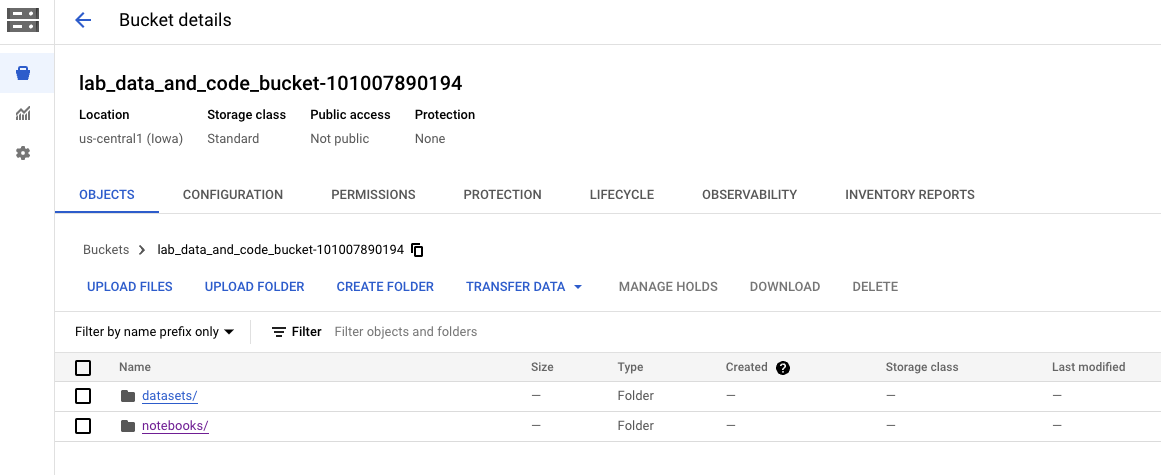 Bucket details
lab_data_and_code_bucket-101007890194
Location Storage class Public access Protection
us-central1 (Iowa) Standard Not public None
OBJECTS CONFIGURATION PERMISSIONS PROTECTION LIFECYCLE OBSERVABILITY INVENTORY REPORTS
Buckets > lab_data_and_code_bucket-101007890194
UPLOAD FILES UPLOAD FOLDER CREATE FOLDER TRANSFER DATA MANAGE HOLDS DOWNLOAD DELETE
Filter by name prefix only Filter Filter objects and folders
Name Size Type Created ? Storage class Last modified
datasets/ — Folder — — —
notebooks/ — Folder — — —